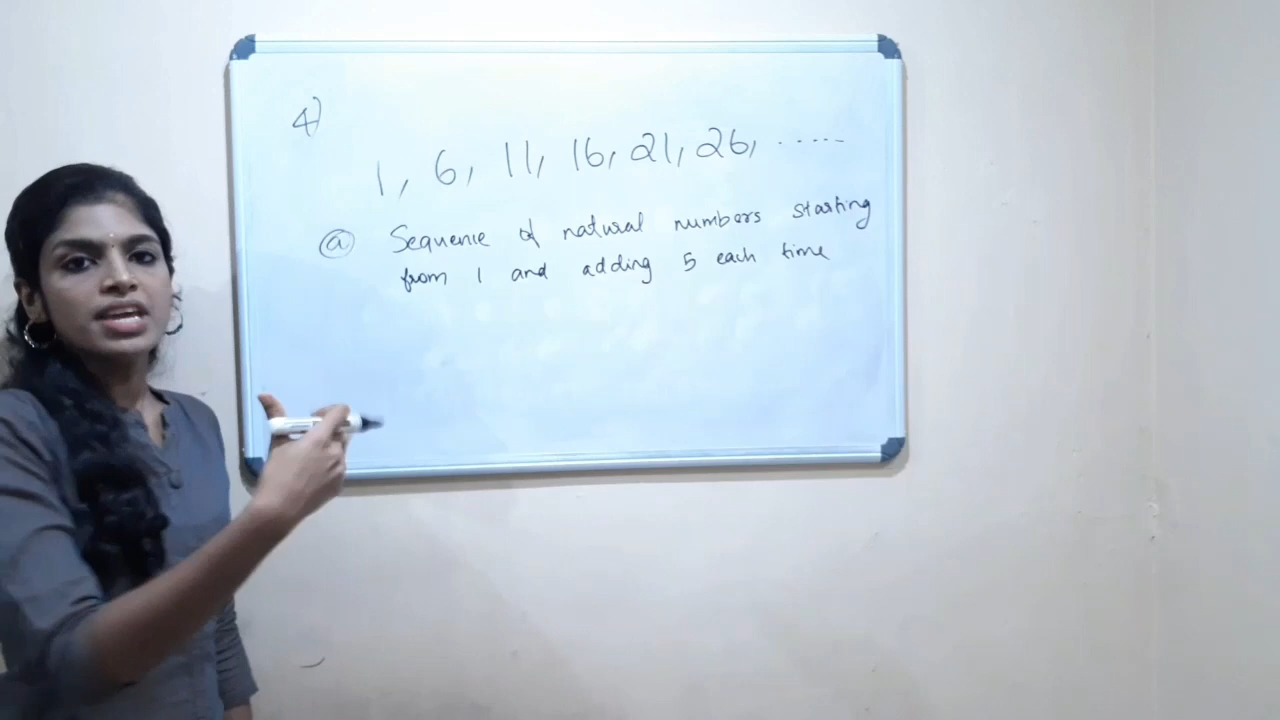 4)
1, 6, 11, 16, 21, 26, .....
(a) Sequence of natural numbers starting
from 1 and adding 5 each time